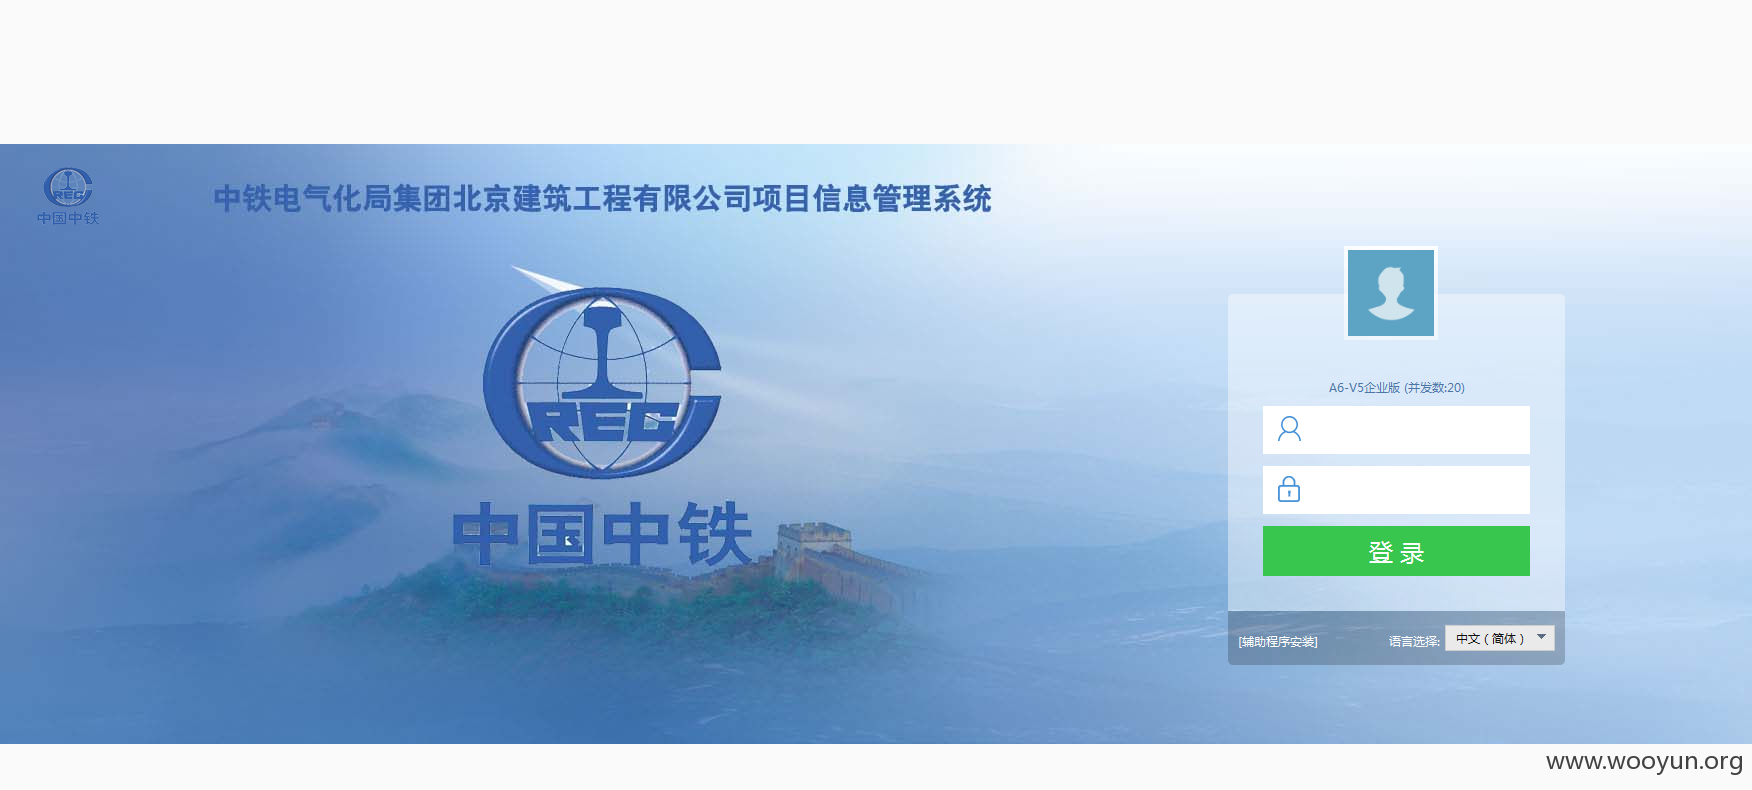 REC
中国中铁
中铁电气化局集团北京建筑工程有限公司项目信息管理系统
REC
中国中铁
A6-V5企业版 (并发数:20)
登 录
[辅助程序安装]
语言选择: 中文 ( 简体 )
www.wooyun.org